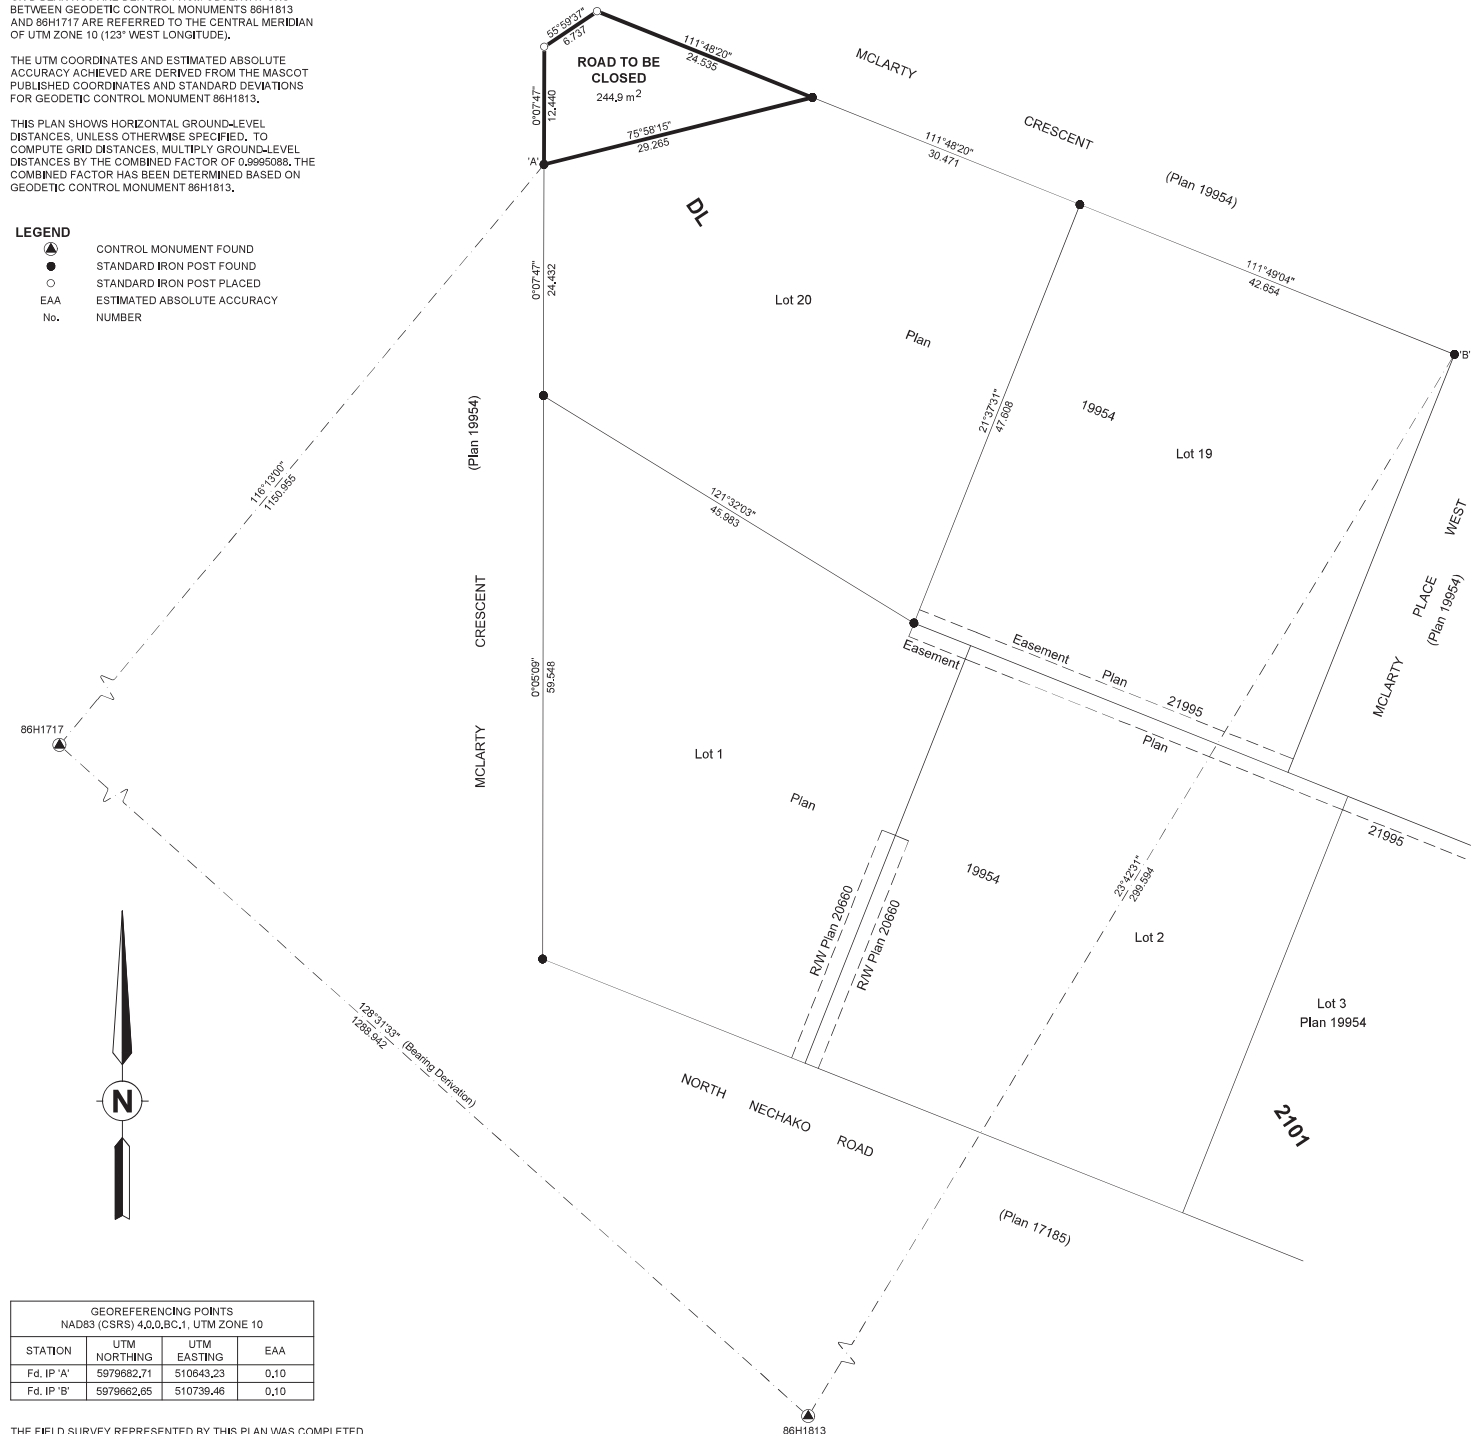 BETWEEN GEODETIC CONTROL MONUMENTS 86H1813
AND 86H1717 ARE REFERRED TO THE CENTRAL MERIDIAN
OF UTM ZONE 10 (123° WEST LONGITUDE).
THE UTM COORDINATES AND ESTIMATED ABSOLUTE
ACCURACY ACHIEVED ARE DERIVED FROM THE MASCOT
PUBLISHED COORDINATES AND STANDARD DEVIATIONS
FOR GEODETIC CONTROL MONUMENT 86H1813.
THIS PLAN SHOWS HORIZONTAL GROUND-LEVEL
DISTANCES, UNLESS OTHERWISE SPECIFIED. TO
COMPUTE GRID DISTANCES, MULTIPLY GROUND-LEVEL
DISTANCES BY THE COMBINED FACTOR OF 0.9995088. THE
COMBINED FACTOR HAS BEEN DETERMINED BASED ON
GEODETIC CONTROL MONUMENT 86H1813.
LEGEND
CONTROL MONUMENT FOUND
STANDARD IRON POST FOUND
STANDARD IRON POST PLACED
EAA ESTIMATED ABSOLUTE ACCURACY
No. NUMBER
55°59'37"
6.737
111°48'20"
24.535
ROAD TO BE
CLOSED
244.9 m²
0°07'47"
12.440
75°58'15"
29.265
'A'
MCLARTY
CRESCENT
(Plan 19954)
111°48'20"
30.471
111°49'04"
42.654
'B'
DL
0°07'47"
24.432
Lot 20
Plan
19954
21°37'31"
47.608
Lot 19
(Plan 19954)
CRESCENT
MCLARTY
116°13'00"
1150.955
121°32'03"
45.983
WEST
PLACE
(Plan 19954)
MCLARTY
Easement
Plan
21995
Easement
Plan
21995
0°05'09"
59.548
86H1717
Lot 1
Plan
19954
R/W Plan 20660
R/W Plan 20660
23°42'31"
299.594
Lot 2
Lot 3
Plan 19954
128°31'33" (Bearing Derivation)
1288.942
N
NORTH NECHAKO ROAD
2101
(Plan 17185)
GEOREFERENCING POINTS
NAD83 (CSRS) 4.0.0.BC.1, UTM ZONE 10
STATION UTM NORTHING UTM EASTING EAA
Fd. IP 'A' 5979682.71 510643.23 0.10
Fd. IP 'B' 5979662.65 510739.46 0.10
86H1813
THE FIELD SURVEY REPRESENTED BY THIS PLAN WAS COMPLETED